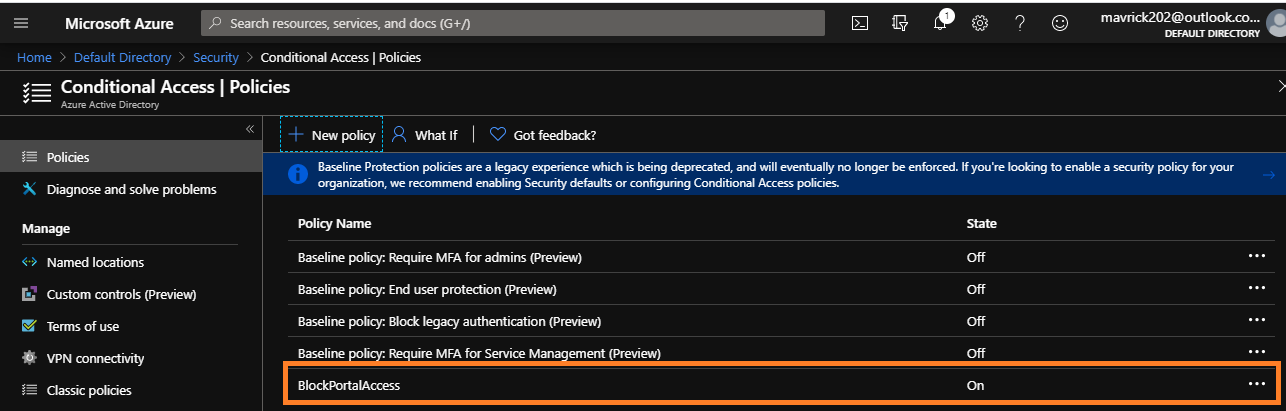 Microsoft Azure
Search resources, services, and docs (G+/)
1
mavrick202@outlook.co...
DEFAULT DIRECTORY
Home > Default Directory > Security > Conditional Access | Policies
Conditional Access | Policies
Azure Active Directory
«
New policy
What If
Got feedback?
Policies
Diagnose and solve problems
Manage
Named locations
Custom controls (Preview)
Terms of use
VPN connectivity
Classic policies
Baseline Protection policies are a legacy experience which is being deprecated, and will eventually no longer be enforced. If you're looking to enable a security policy for your
organization, we recommend enabling Security defaults or configuring Conditional Access policies.
Policy Name State
Baseline policy: Require MFA for admins (Preview) Off
Baseline policy: End user protection (Preview) Off
Baseline policy: Block legacy authentication (Preview) Off
Baseline policy: Require MFA for Service Management (Preview) Off
BlockPortalAccess On